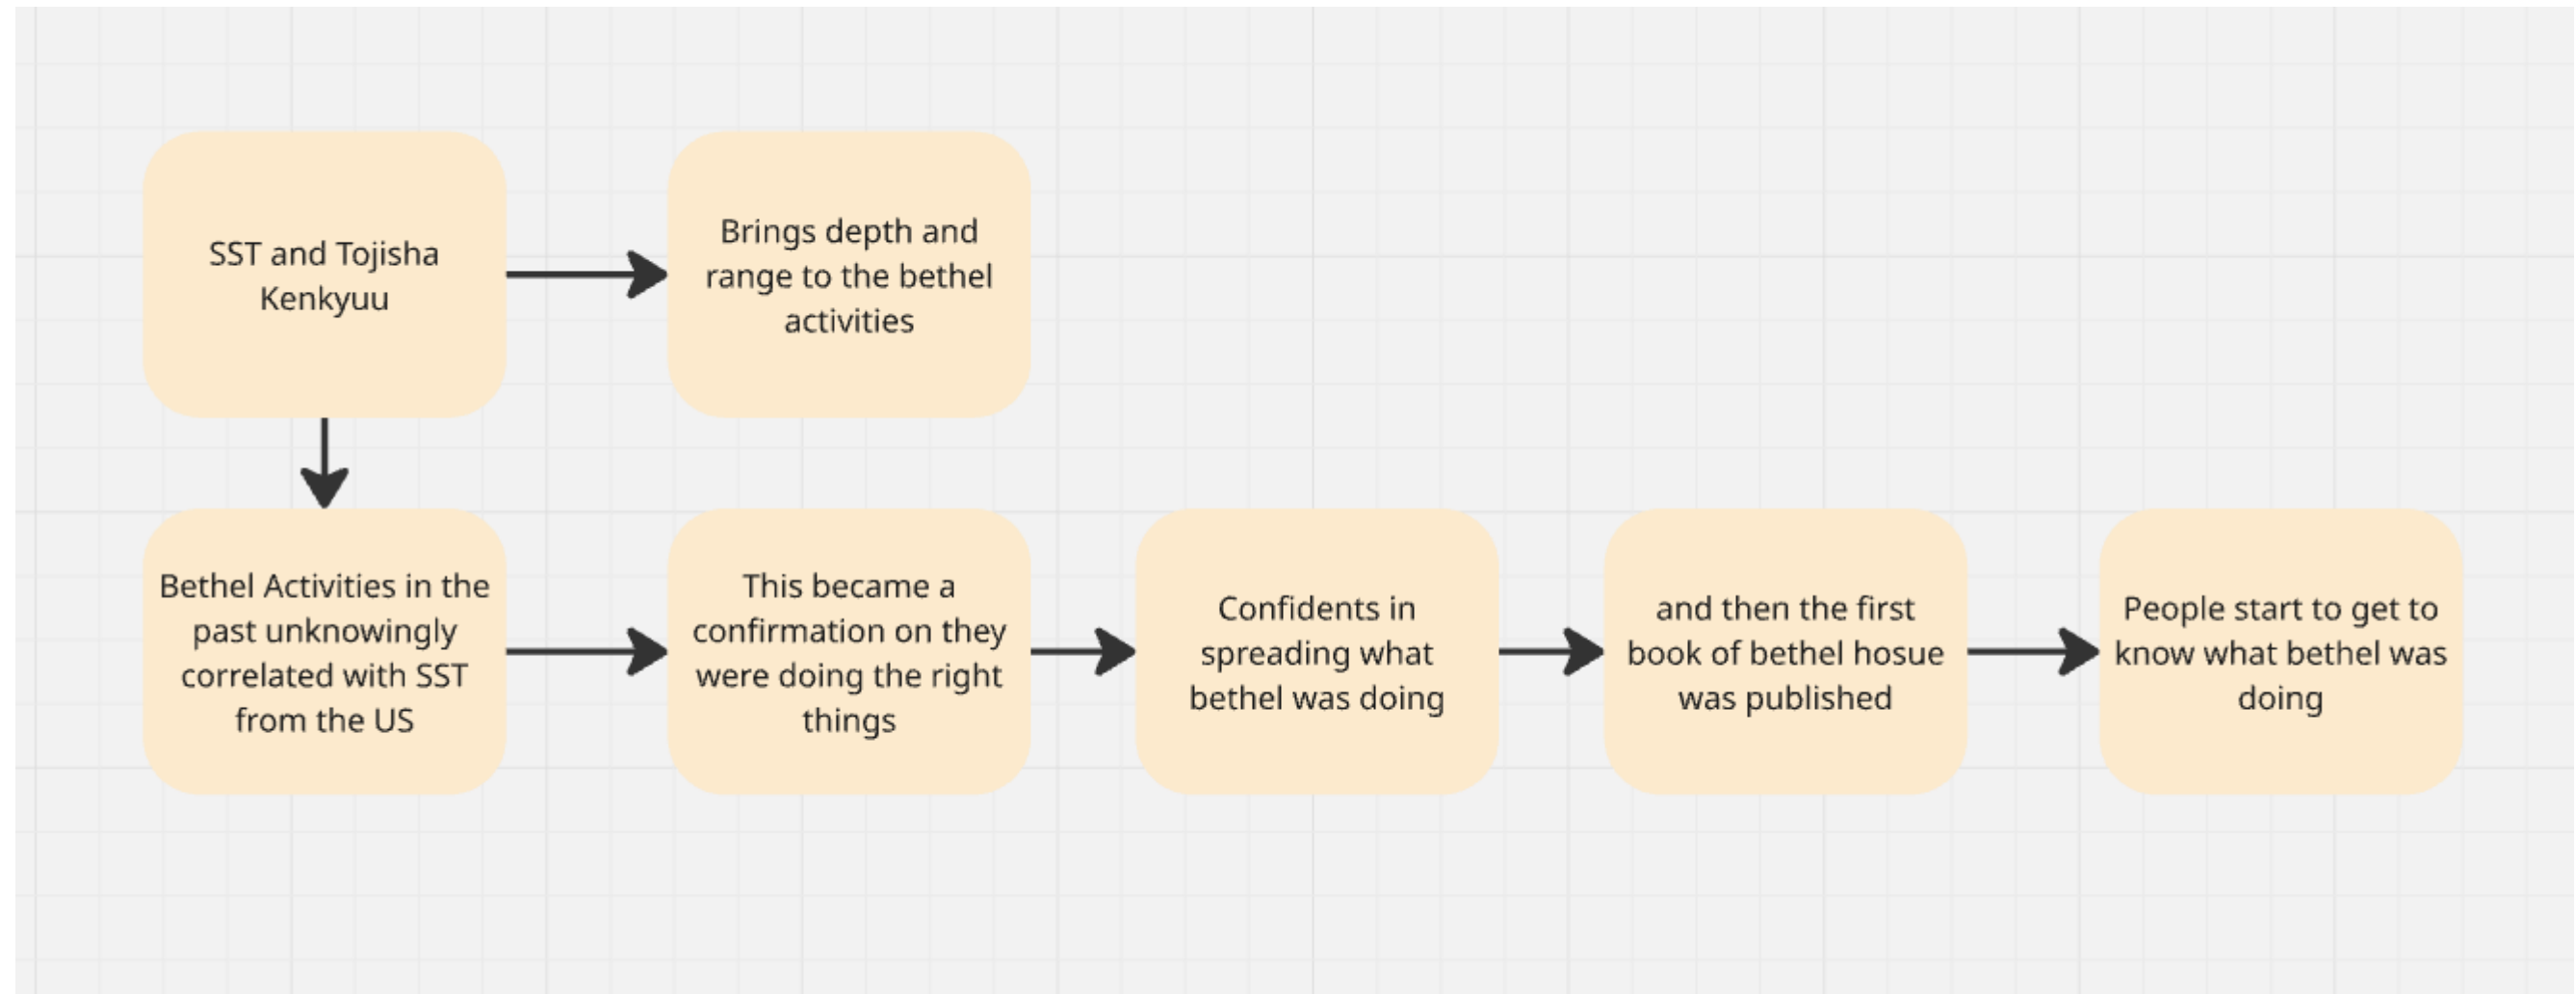 SST and Tojisha
Kenkyuu
Brings depth and
range to the bethel
activities
Bethel Activities in the
past unknowingly
correlated with SST
from the US
This became a
confirmation on they
were doing the right
things
Confidents in
spreading what
bethel was doing
and then the first
book of bethel hosue
was published
People start to get to
know what bethel was
doing